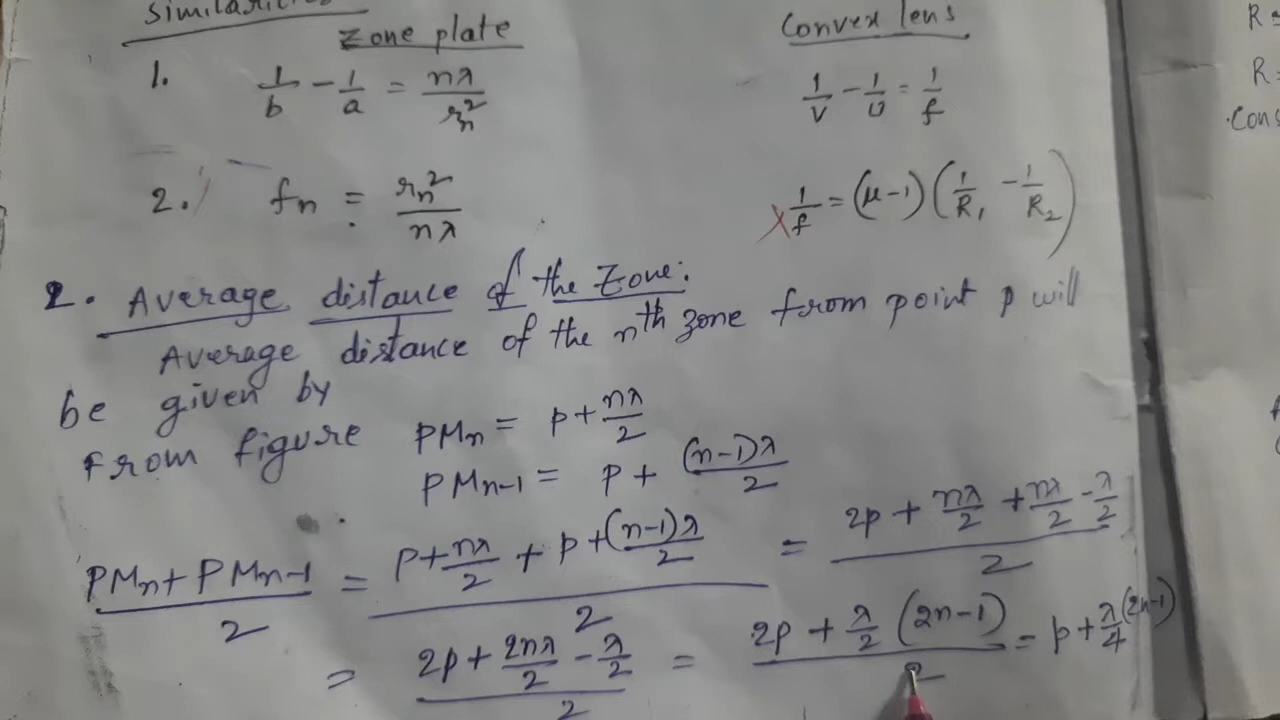 Similarities
Zone plate Convex lens
1. 1/b - 1/a = nλ/rₙ² 1/v - 1/u = 1/f
2. fₙ = rₙ²/nλ 1/f = (μ-1)(1/R₁ - 1/R₂)
2. Average distance of the Zone:
Average distance of the nth zone from point p will
be given by
From figure PMₙ = p + nλ/2
PMₙ₋₁ = p + (n-1)λ/2
(PMₙ + PMₙ₋₁)/2 = (p + nλ/2 + p + (n-1)λ/2)/2 = (2p + nλ/2 + nλ/2 - λ/2)/2
= (2p + 2nλ/2 - λ/2)/2 = (2p + λ/2 (2n-1))/2 = p + λ/4 (2n-1)
R =
R =
Cons